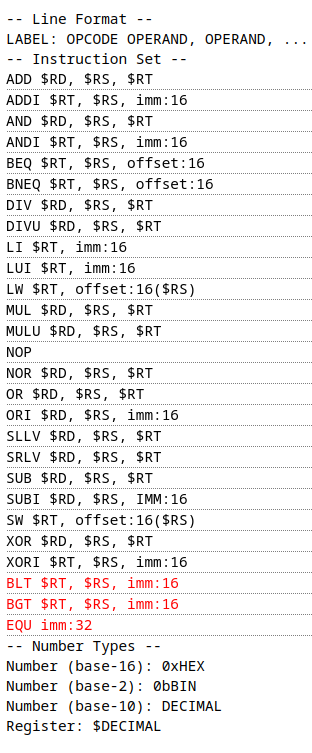 -- Line Format --
LABEL: OPCODE OPERAND, OPERAND, ...
-- Instruction Set --
ADD $RD, $RS, $RT
ADDI $RT, $RS, imm:16
AND $RD, $RS, $RT
ANDI $RT, $RS, imm:16
BEQ $RT, $RS, offset:16
BNEQ $RT, $RS, offset:16
DIV $RD, $RS, $RT
DIVU $RD, $RS, $RT
LI $RT, imm:16
LUI $RT, imm:16
LW $RT, offset:16($RS)
MUL $RD, $RS, $RT
MULU $RD, $RS, $RT
NOP
NOR $RD, $RS, $RT
OR $RD, $RS, $RT
ORI $RD, $RS, imm:16
SLLV $RD, $RS, $RT
SRLV $RD, $RS, $RT
SUB $RD, $RS, $RT
SUBI $RD, $RS, IMM:16
SW $RT, offset:16($RS)
XOR $RD, $RS, $RT
XORI $RT, $RS, imm:16
BLT $RT, $RS, imm:16
BGT $RT, $RS, imm:16
EQU imm:32
-- Number Types --
Number (base-16): 0xHEX
Number (base-2): 0bBIN
Number (base-10): DECIMAL
Register: $DECIMAL